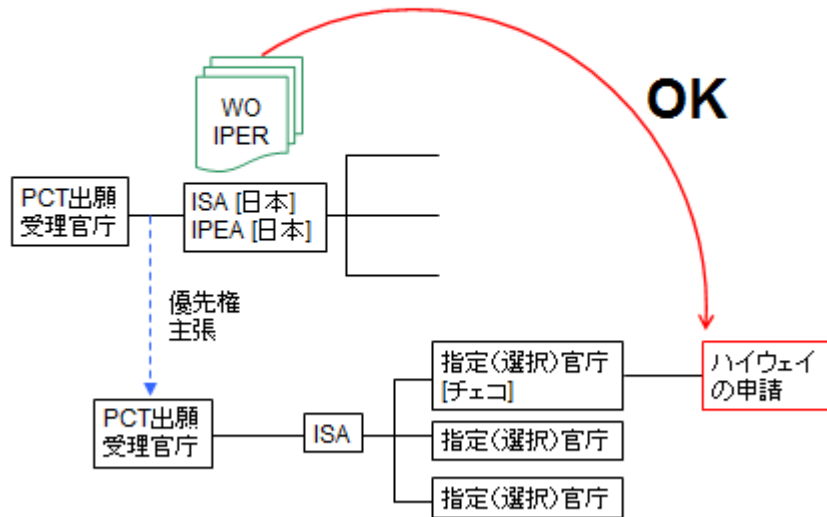 WO
IPER
OK
PCT出願
受理官庁
ISA [日本]
IPEA [日本]
優先権
主張
指定(選択)官庁
[チェコ]
ハイウェイ
の申請
PCT出願
受理官庁
ISA
指定(選択)官庁
指定(選択)官庁